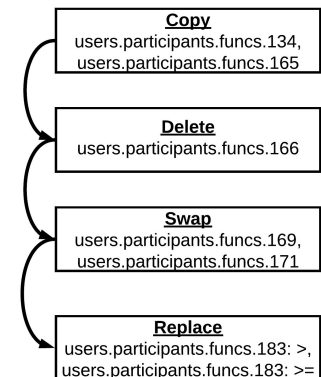 Copy
users.participants.funcs.134,
users.participants.funcs.165
Delete
users.participants.funcs.166
Swap
users.participants.funcs.169,
users.participants.funcs.171
Replace
users.participants.funcs.183: >,
users.participants.funcs.183: >=